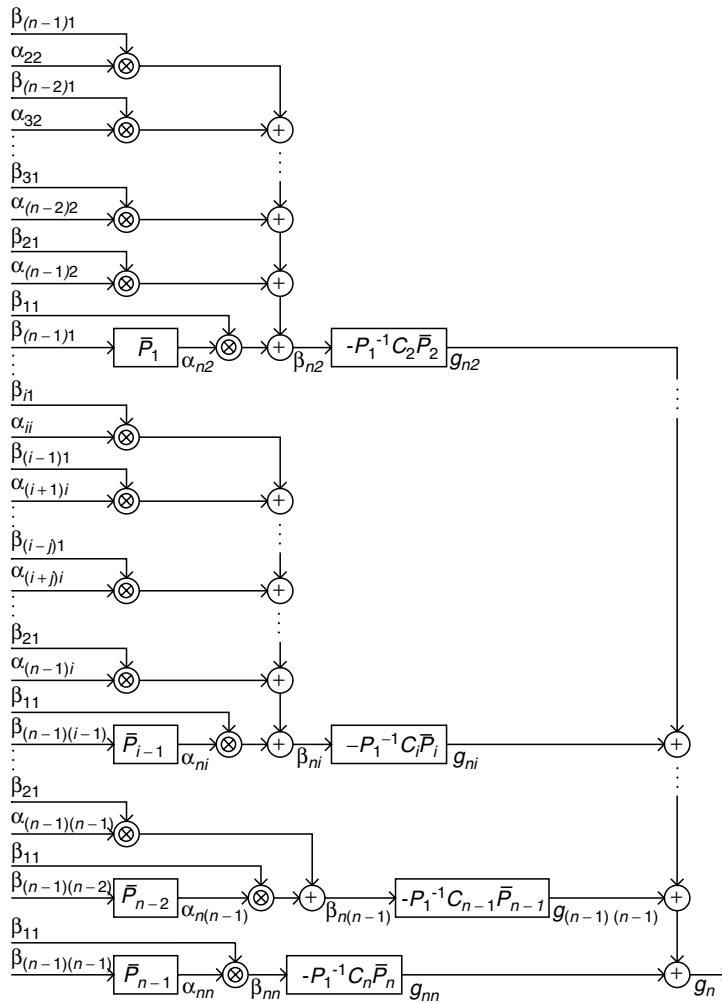 β(n−1)1
α22
β(n−2)1
α32
β31
α(n−2)2
β21
α(n−1)2
β11
β(n−1)1 P̄1 αn2 βn2 -P1⁻¹C2P̄2 gn2
βi1
αii
β(i−1)1
α(i+1)i
β(i−j)1
α(i+j)i
β21
α(n−1)i
β11
β(n−1)(i−1) P̄i−1 αni βni −P1⁻¹CiP̄i gni
β21
α(n−1)(n−1)
β11
β(n−1)(n−2) P̄n−2 αn(n−1) βn(n−1) -P1⁻¹Cn−1P̄n−1 g(n−1)(n−1)
β11
β(n−1)(n−1) P̄n−1 αnn βnn -P1⁻¹CnP̄n gnn gn